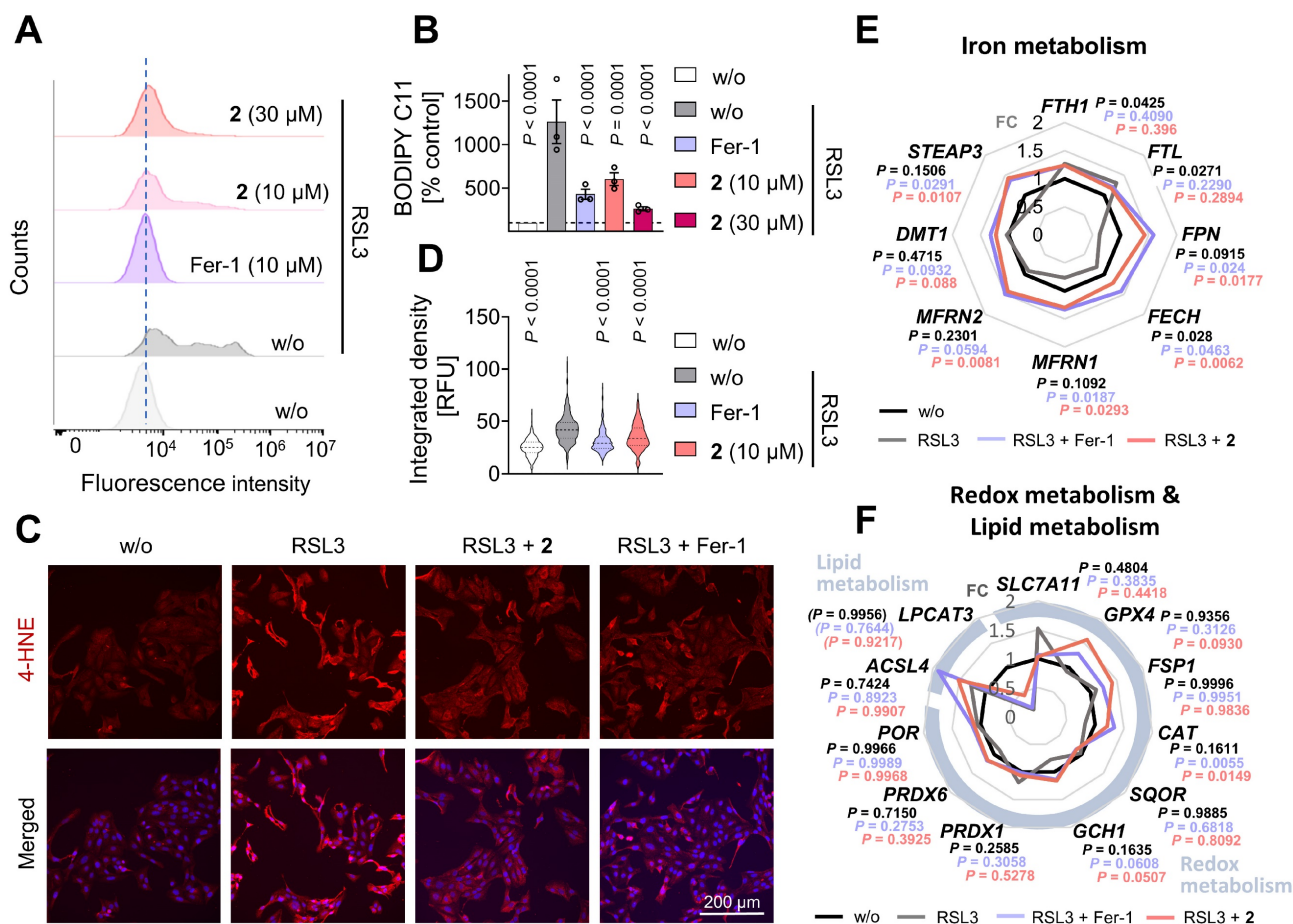 A
2 (30 µM)
2 (10 µM)
Fer-1 (10 µM)
w/o
w/o
RSL3
Counts
0
10⁴
10⁵
10⁶
10⁷
Fluorescence intensity
B
P < 0.0001
P < 0.0001
P = 0.0001
P < 0.0001
BODIPY C11
[% control]
1500
1000
500
w/o
w/o
Fer-1
2 (10 µM)
2 (30 µM)
RSL3
D
P < 0.0001
P < 0.0001
P < 0.0001
Integrated density
[RFU]
150
100
50
0
w/o
w/o
Fer-1
2 (10 µM)
RSL3
C
w/o
RSL3
RSL3 + 2
RSL3 + Fer-1
4-HNE
Merged
200 µm
E
Iron metabolism
FC
2
1.5
1
0.5
0
FTH1
P = 0.0425
P = 0.4090
P = 0.396
FTL
P = 0.0271
P = 0.2290
P = 0.2894
FPN
P = 0.0915
P = 0.024
P = 0.0177
FECH
P = 0.028
P = 0.0463
P = 0.0062
MFRN1
P = 0.1092
P = 0.0187
P = 0.0293
MFRN2
P = 0.2301
P = 0.0594
P = 0.0081
DMT1
P = 0.4715
P = 0.0932
P = 0.088
STEAP3
P = 0.1506
P = 0.0291
P = 0.0107
w/o
RSL3
RSL3 + Fer-1
RSL3 + 2
F
Redox metabolism &
Lipid metabolism
Lipid
metabolism
FC
2
1.5
1
0.5
0
SLC7A11
P = 0.4804
P = 0.3835
P = 0.4418
GPX4
P = 0.9356
P = 0.3126
P = 0.0930
FSP1
P = 0.9996
P = 0.9951
P = 0.9836
CAT
P = 0.1611
P = 0.0055
P = 0.0149
SQOR
P = 0.9885
P = 0.6818
P = 0.8092
GCH1
P = 0.1635
P = 0.0608
P = 0.0507
PRDX1
P = 0.2585
P = 0.3058
P = 0.5278
PRDX6
P = 0.7150
P = 0.2753
P = 0.3925
POR
P = 0.9966
P = 0.9989
P = 0.9968
ACSL4
P = 0.7424
P = 0.8923
P = 0.9907
LPCAT3
(P = 0.9956)
(P = 0.7644)
(P = 0.9217)
Redox
metabolism
w/o
RSL3
RSL3 + Fer-1
RSL3 + 2